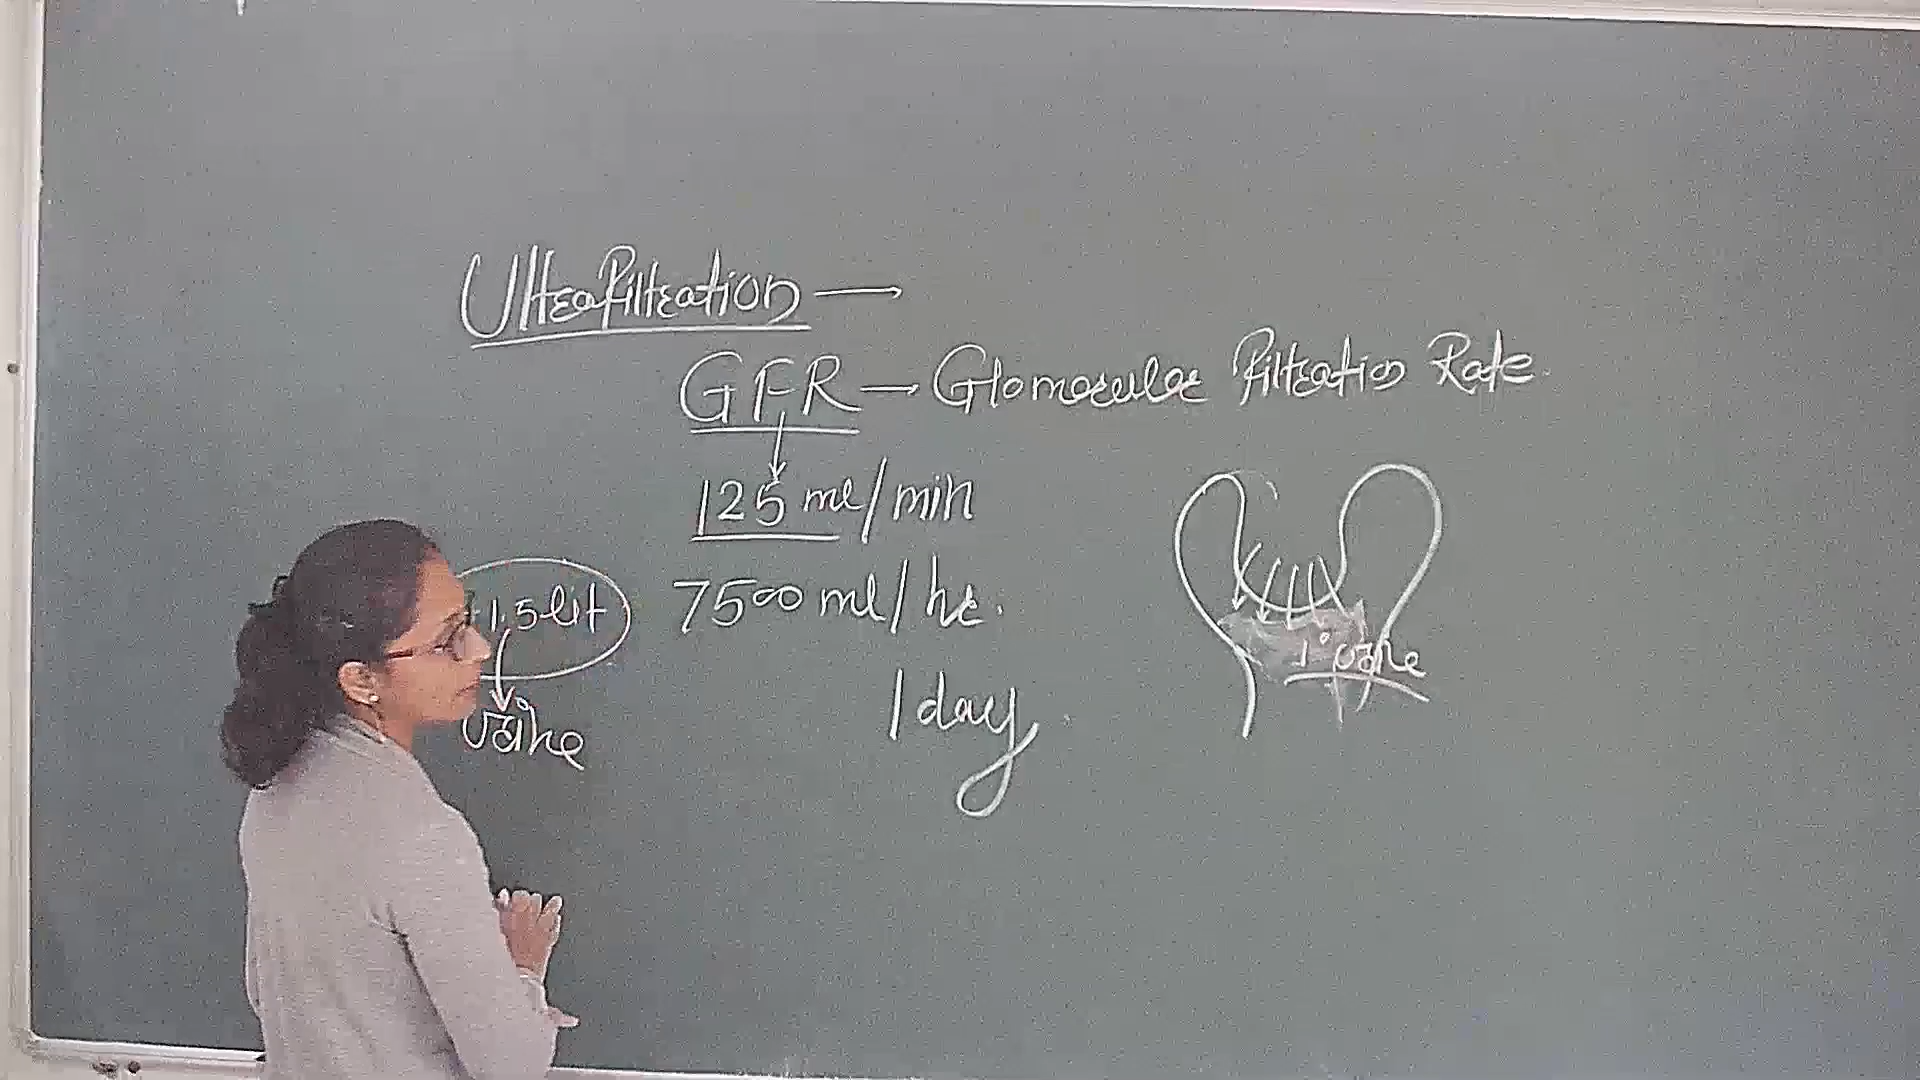 Ultrafiltration →
GFR → Glomerular Filtration Rate.
125 ml/min
1.5 lit
7500 ml/hr.
1° urine
1 day
urine